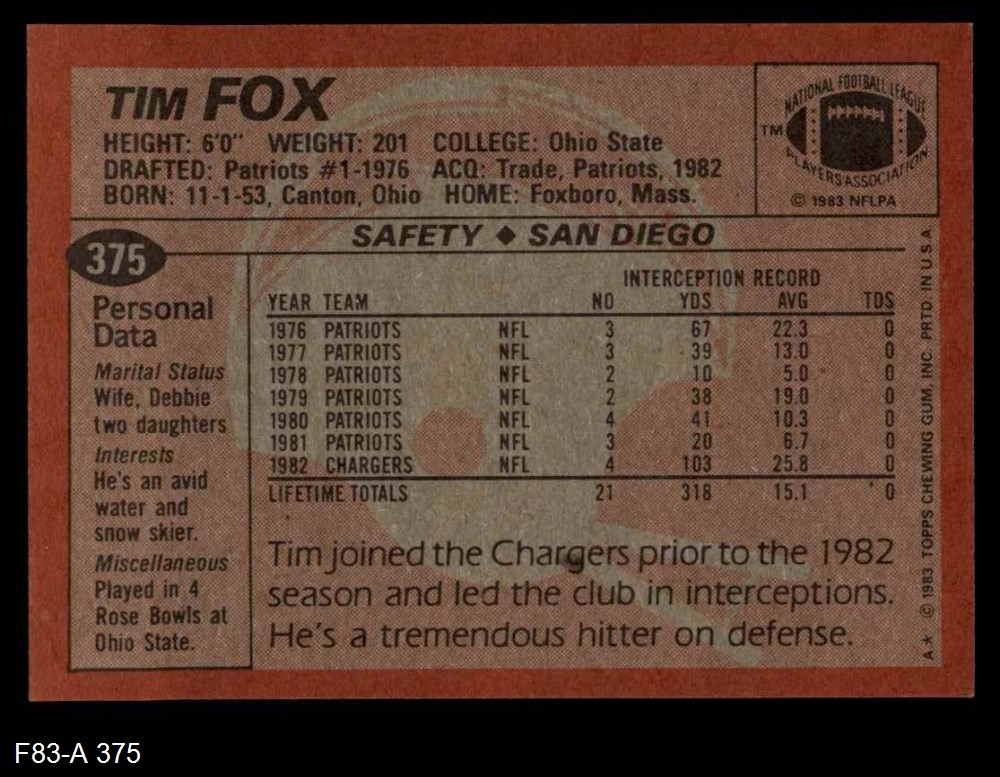 TIM FOX
HEIGHT: 6'0" WEIGHT: 201 COLLEGE: Ohio State
DRAFTED: Patriots #1-1976 ACQ: Trade, Patriots, 1982
BORN: 11-1-53, Canton, Ohio HOME: Foxboro, Mass.
NATIONAL FOOTBALL LEAGUE
TM
PLAYERS ASSOCIATION
© 1983 NFLPA
SAFETY ♦ SAN DIEGO
375
Personal
Data
Marital Status
Wife, Debbie
two daughters
Interests
He's an avid
water and
snow skier.
Miscellaneous
Played in 4
Rose Bowls at
Ohio State.
INTERCEPTION RECORD
YEAR TEAM NO YDS AVG TDS
1976 PATRIOTS NFL 3 67 22.3 0
1977 PATRIOTS NFL 3 39 13.0 0
1978 PATRIOTS NFL 2 10 5.0 0
1979 PATRIOTS NFL 2 38 19.0 0
1980 PATRIOTS NFL 4 41 10.3 0
1981 PATRIOTS NFL 3 20 6.7 0
1982 CHARGERS NFL 4 103 25.8 0
LIFETIME TOTALS 21 318 15.1 0
Tim joined the Chargers prior to the 1982
season and led the club in interceptions.
He's a tremendous hitter on defense.
A* © 1983 TOPPS CHEWING GUM, INC. PRTD. IN U.S.A.
F83-A 375